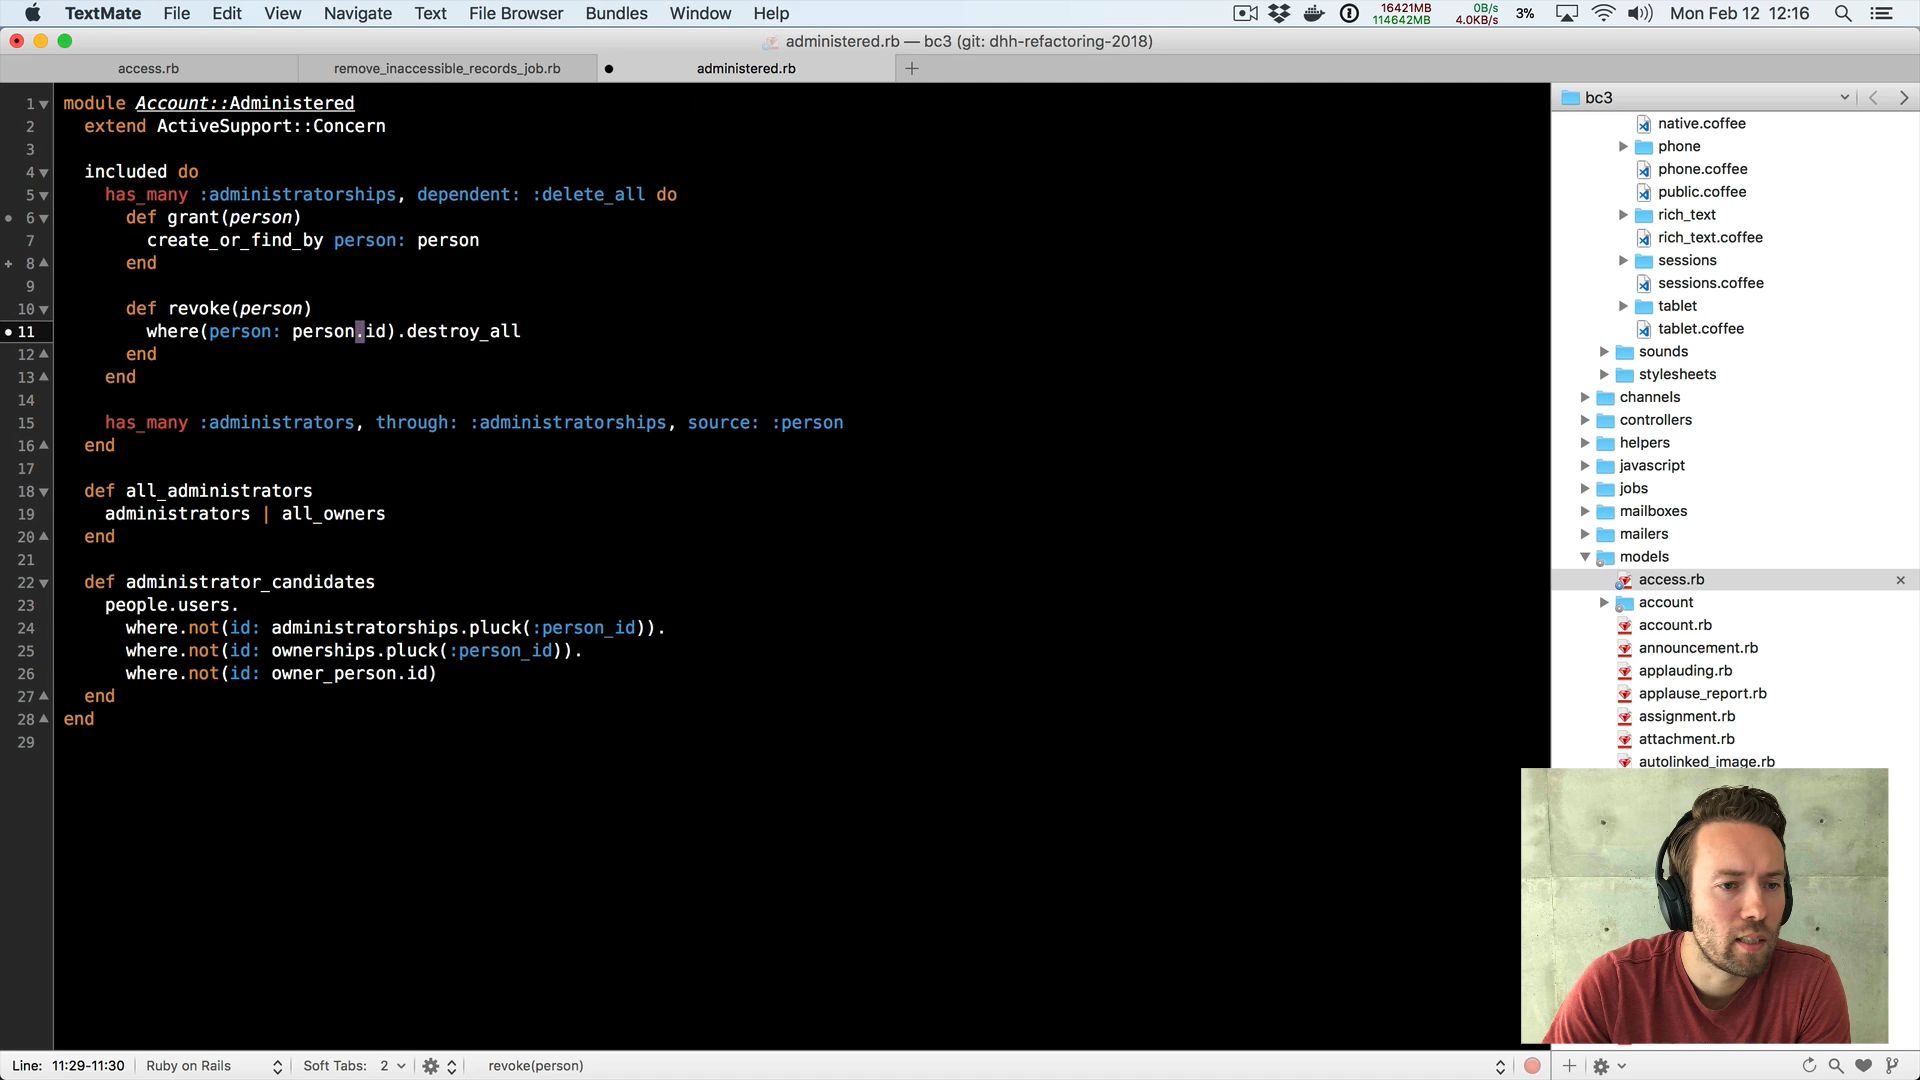 TextMate File Edit View Navigate Text File Browser Bundles Window Help 16421MB 114642MB 0B/s 4.0KB/s 3% Mon Feb 12 12:16
administered.rb — bc3 (git: dhh-refactoring-2018)
access.rb remove_inaccessible_records_job.rb administered.rb
1 module Account::Administered
2 extend ActiveSupport::Concern
3
4 included do
5 has_many :administratorships, dependent: :delete_all do
6 def grant(person)
7 create_or_find_by person: person
8 end
9
10 def revoke(person)
11 where(person: person.id).destroy_all
12 end
13 end
14
15 has_many :administrators, through: :administratorships, source: :person
16 end
17
18 def all_administrators
19 administrators | all_owners
20 end
21
22 def administrator_candidates
23 people.users.
24 where.not(id: administratorships.pluck(:person_id)).
25 where.not(id: ownerships.pluck(:person_id)).
26 where.not(id: owner_person.id)
27 end
28 end
29
bc3
native.coffee
phone
phone.coffee
public.coffee
rich_text
rich_text.coffee
sessions
sessions.coffee
tablet
tablet.coffee
sounds
stylesheets
channels
controllers
helpers
javascript
jobs
mailboxes
mailers
models
access.rb
account
account.rb
announcement.rb
applauding.rb
applause_report.rb
assignment.rb
attachment.rb
autolinked_image.rb
Line: 11:29-11:30 Ruby on Rails Soft Tabs: 2 revoke(person)